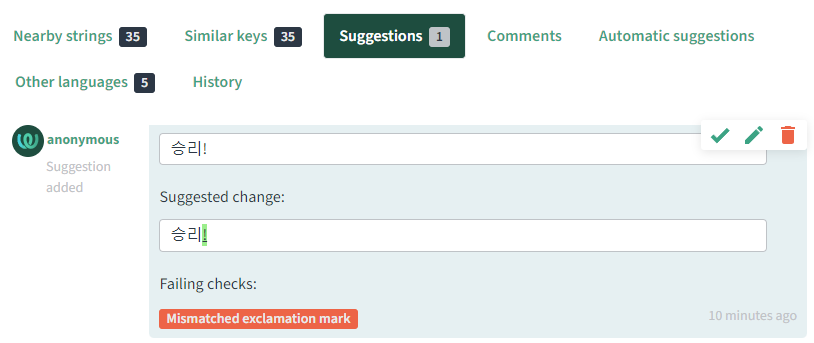 Nearby strings 35 Similar keys 35 Suggestions 1 Comments Automatic suggestions
Other languages 5 History
anonymous
Suggestion
added
승리!
Suggested change:
승리!
Failing checks:
Mismatched exclamation mark
10 minutes ago